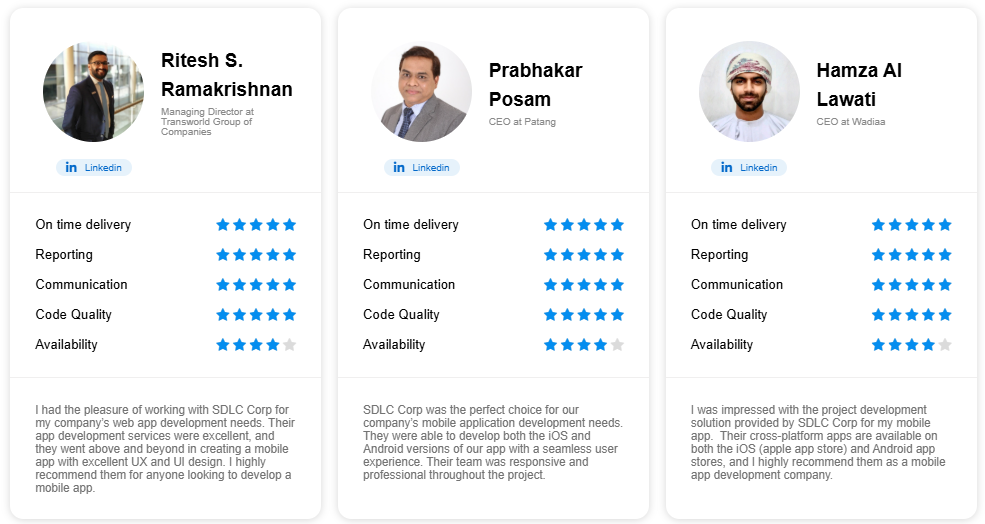 Ritesh S.
Ramakrishnan
Managing Director at
Transworld Group of
Companies
Linkedin
On time delivery
Reporting
Communication
Code Quality
Availability
I had the pleasure of working with SDLC Corp for
my company's web app development needs. Their
app development services were excellent, and
they went above and beyond in creating a mobile
app with excellent UX and UI design. I highly
recommend them for anyone looking to develop a
mobile app.
Prabhakar
Posam
CEO at Patang
Linkedin
On time delivery
Reporting
Communication
Code Quality
Availability
SDLC Corp was the perfect choice for our
company's mobile application development needs.
They were able to develop both the iOS and
Android versions of our app with a seamless user
experience. Their team was responsive and
professional throughout the project.
Hamza Al
Lawati
CEO at Wadiaa
Linkedin
On time delivery
Reporting
Communication
Code Quality
Availability
I was impressed with the project development
solution provided by SDLC Corp for my mobile
app.  Their cross-platform apps are available on
both the iOS (apple app store) and Android app
stores, and I highly recommend them as a mobile
app development company.